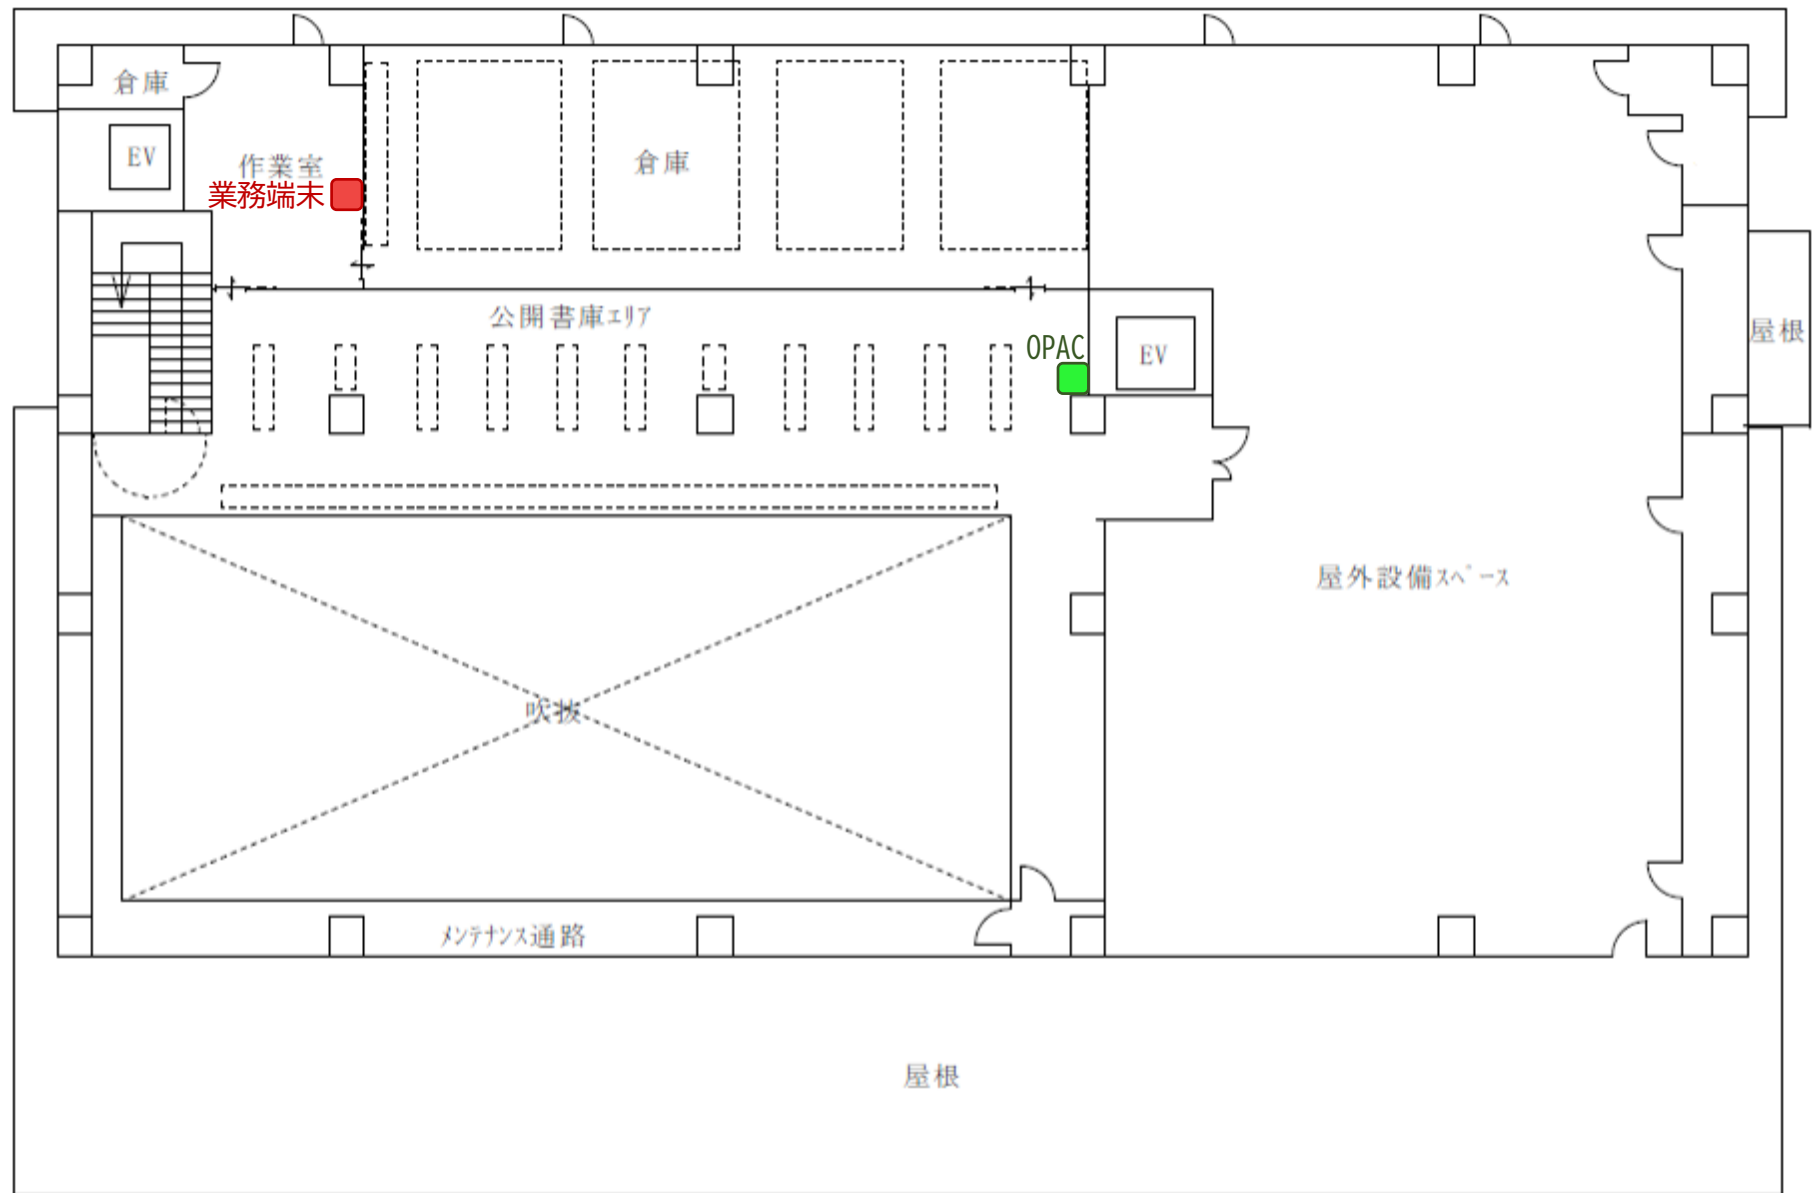 倉庫
EV
作業室
業務端末
倉庫
公開書庫エリア
OPAC
EV
屋根
屋外設備スペース
吹抜
メンテナンス通路
屋根